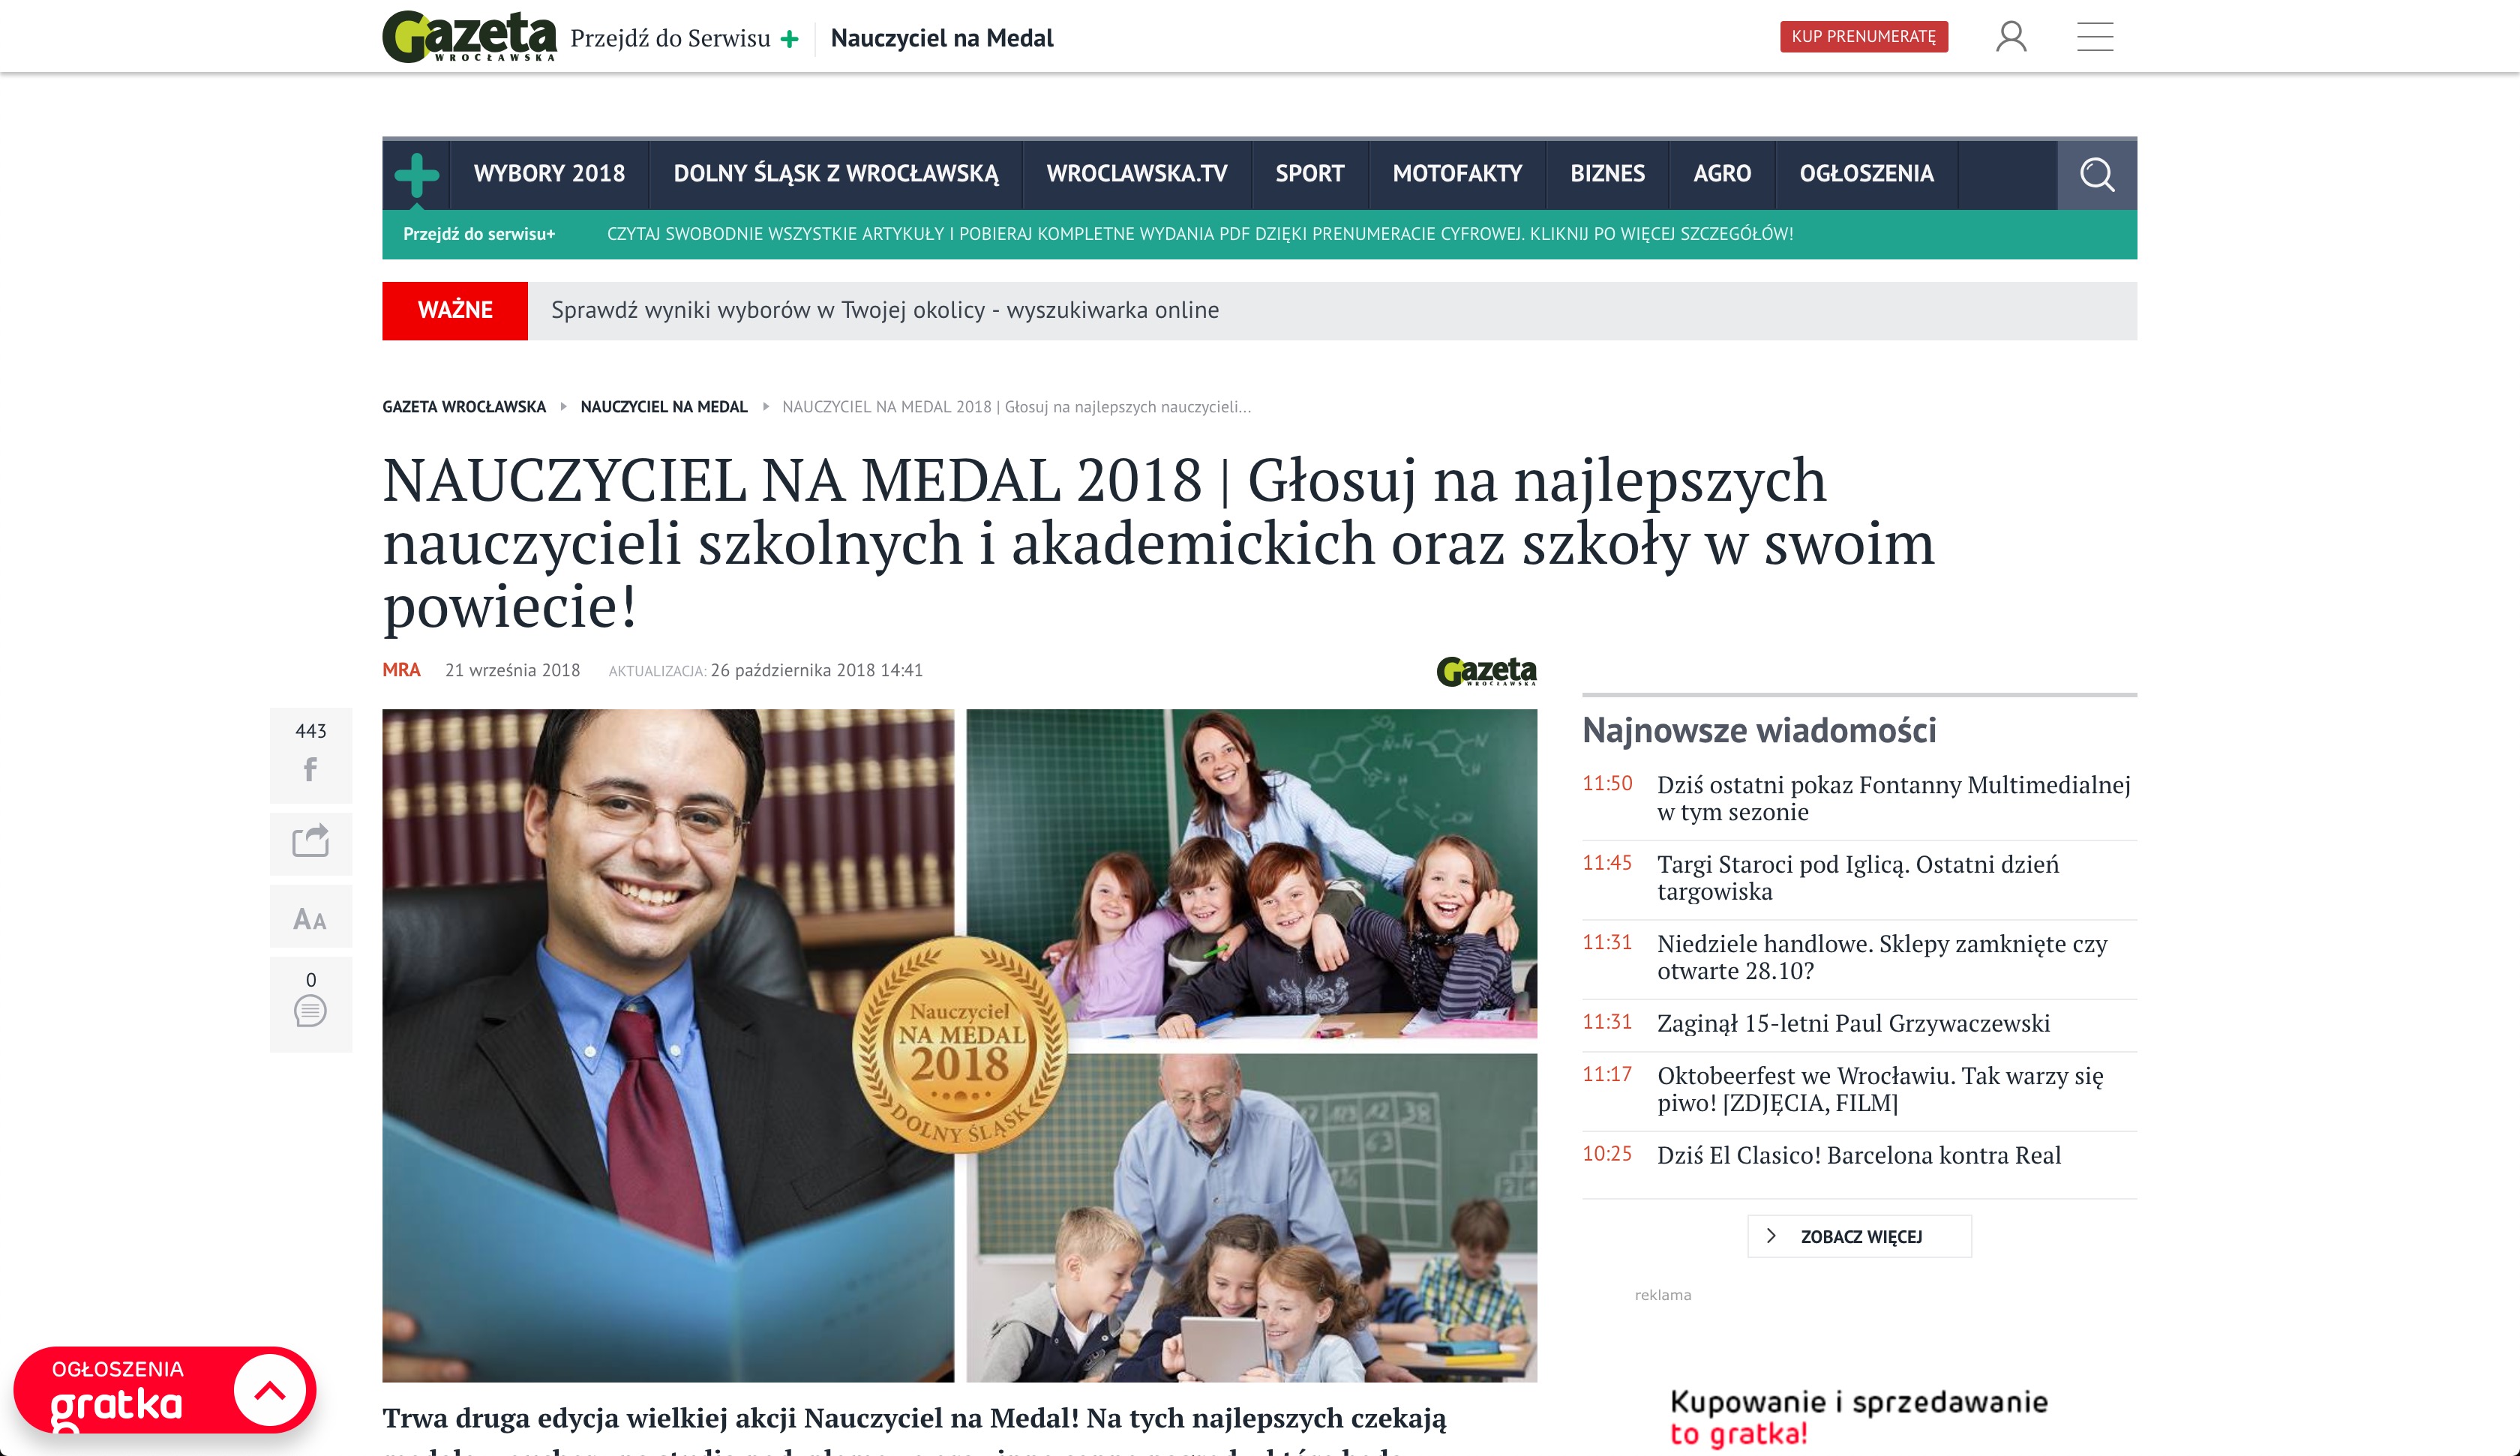 Gazeta
WROCŁAWSKA
Przejdź do Serwisu
Nauczyciel na Medal
KUP PRENUMERATĘ
WYBORY 2018
DOLNY ŚLĄSK Z WROCŁAWSKĄ
WROCLAWSKA.TV
SPORT
MOTOFAKTY
BIZNES
AGRO
OGŁOSZENIA
Przejdź do serwisu+
CZYTAJ SWOBODNIE WSZYSTKIE ARTYKUŁY I POBIERAJ KOMPLETNE WYDANIA PDF DZIĘKI PRENUMERACIE CYFROWEJ. KLIKNIJ PO WIĘCEJ SZCZEGÓŁÓW!
WAŻNE
Sprawdź wyniki wyborów w Twojej okolicy - wyszukiwarka online
GAZETA WROCŁAWSKA
NAUCZYCIEL NA MEDAL
NAUCZYCIEL NA MEDAL 2018 | Głosuj na najlepszych nauczycieli...
NAUCZYCIEL NA MEDAL 2018 | Głosuj na najlepszych
nauczycieli szkolnych i akademickich oraz szkoły w swoim
powiecie!
MRA
21 września 2018
AKTUALIZACJA: 26 października 2018 14:41
Gazeta
WROCŁAWSKA
443
f
AA
0
Nauczyciel
NA MEDAL
2018
DOLNY ŚLĄSK
Najnowsze wiadomości
11:50
Dziś ostatni pokaz Fontanny Multimedialnej
w tym sezonie
11:45
Targi Staroci pod Iglicą. Ostatni dzień
targowiska
11:31
Niedziele handlowe. Sklepy zamknięte czy
otwarte 28.10?
11:31
Zaginął 15-letni Paul Grzywaczewski
11:17
Oktobeerfest we Wrocławiu. Tak warzy się
piwo! [ZDJĘCIA, FILM]
10:25
Dziś El Clasico! Barcelona kontra Real
ZOBACZ WIĘCEJ
reklama
Kupowanie i sprzedawanie
to gratka!
OGŁOSZENIA
gratka
Trwa druga edycja wielkiej akcji Nauczyciel na Medal! Na tych najlepszych czekają